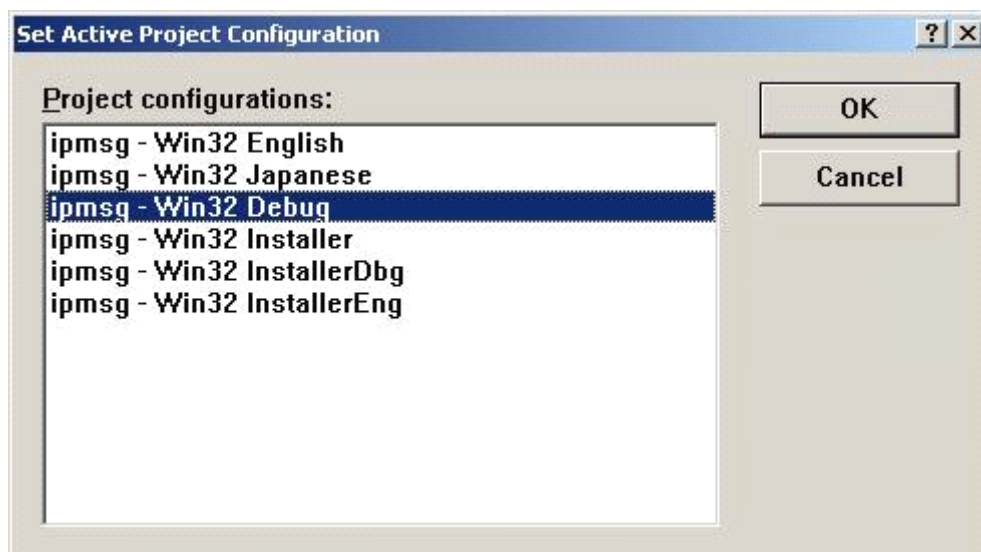 Set Active Project Configuration
Project configurations:
OK
ipmsg - Win32 English
ipmsg - Win32 Japanese
Cancel
ipmsg - Win32 Debug
ipmsg - Win32 Installer
ipmsg - Win32 InstallerDbg
ipmsg - Win32 InstallerEng